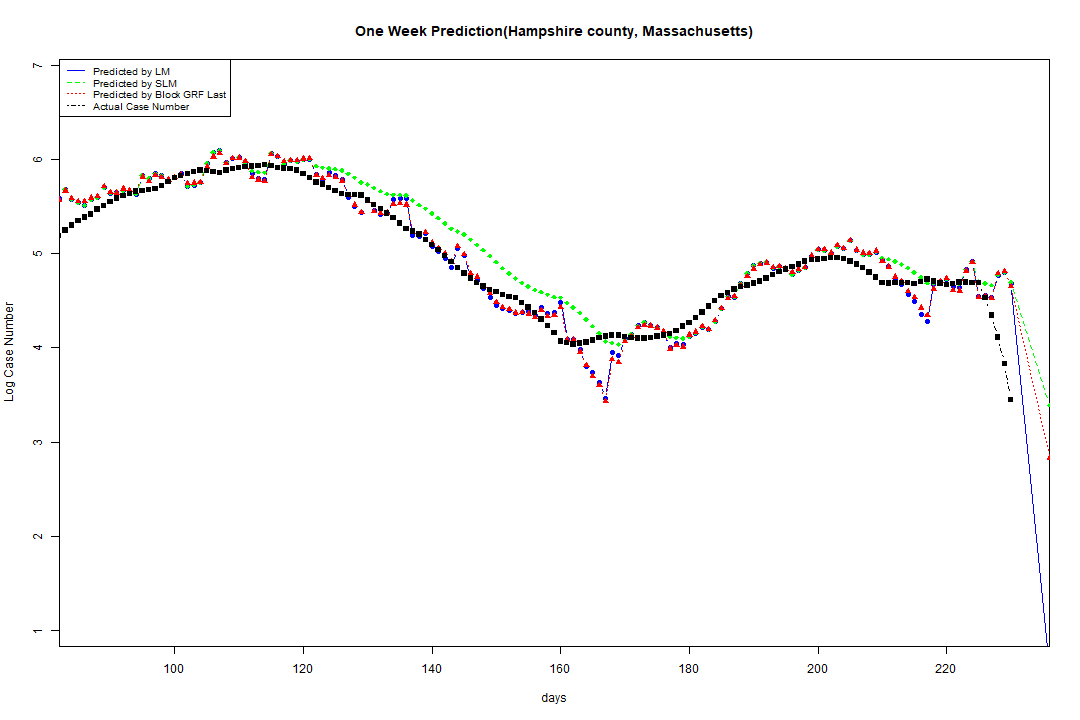 One Week Prediction(Hampshire county, Massachusetts)
Predicted by LM
Predicted by SLM
Predicted by Block GRF Last
Actual Case Number
7
6
5
4
3
2
1
Log Case Number
100 120 140 160 180 200 220
days